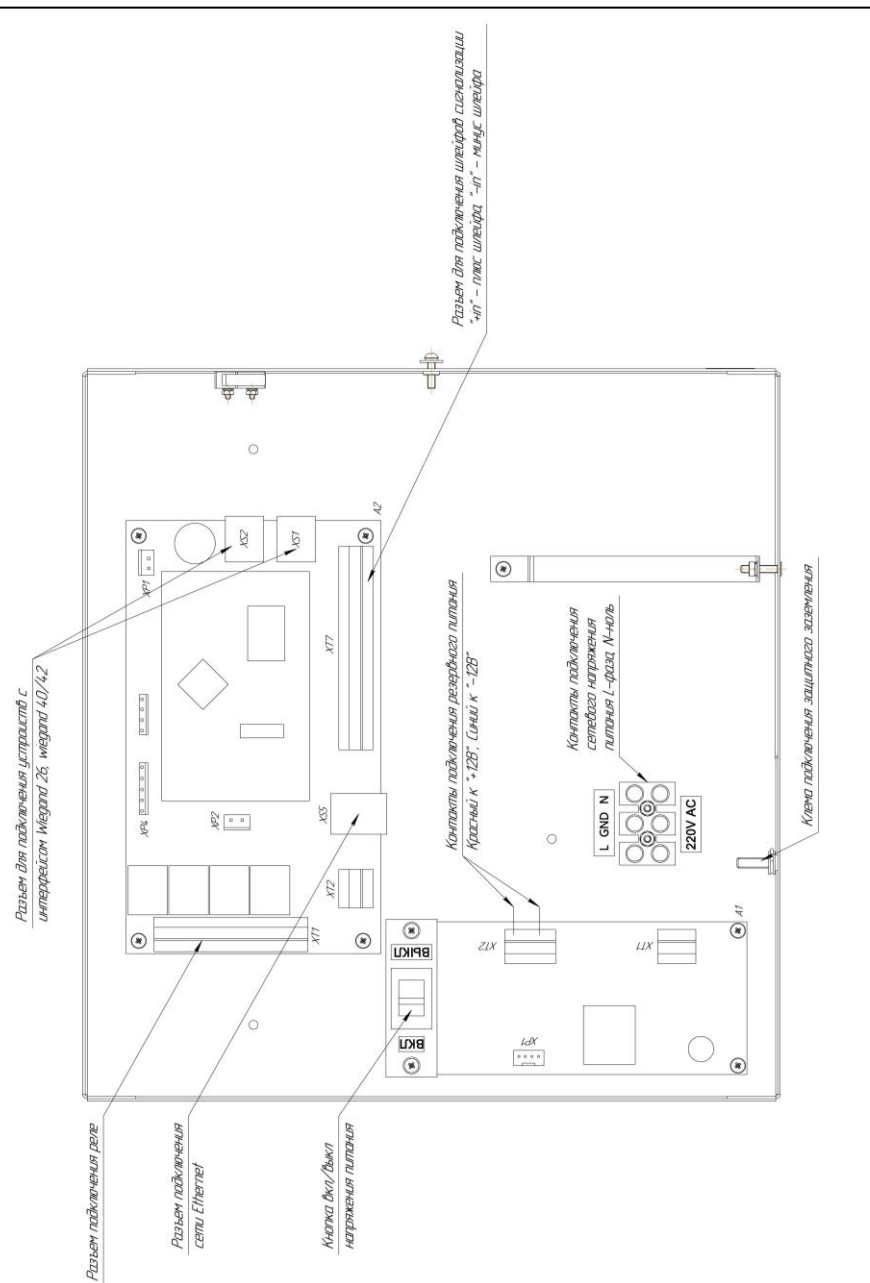 Разъем для подключения устройств с
интерфейсом Wiegand 26, wiegand 40/42
Разъем для подключения шлейфов сигнализации
"+in" – плюс шлейфа, "–in" – минус шлейфа
XP1
XS2
XS1
A2
XP4
XP2
XT7
XS5
XT2
XT1
Контакты подключения резервного питания
Красный к "+12В", Синий к "–12В"
Контакты подключения
сетевого напряжения
питания L-фаза, N-ноль
L GND N
220V AC
Клема подключения защитного заземления
ВЫКЛ
ВКЛ
XT2
XT1
XP1
A1
Разъем подключения реле
Разъем подключения
сети Ethernet
Кнопка вкл/выкл
напряжения питания